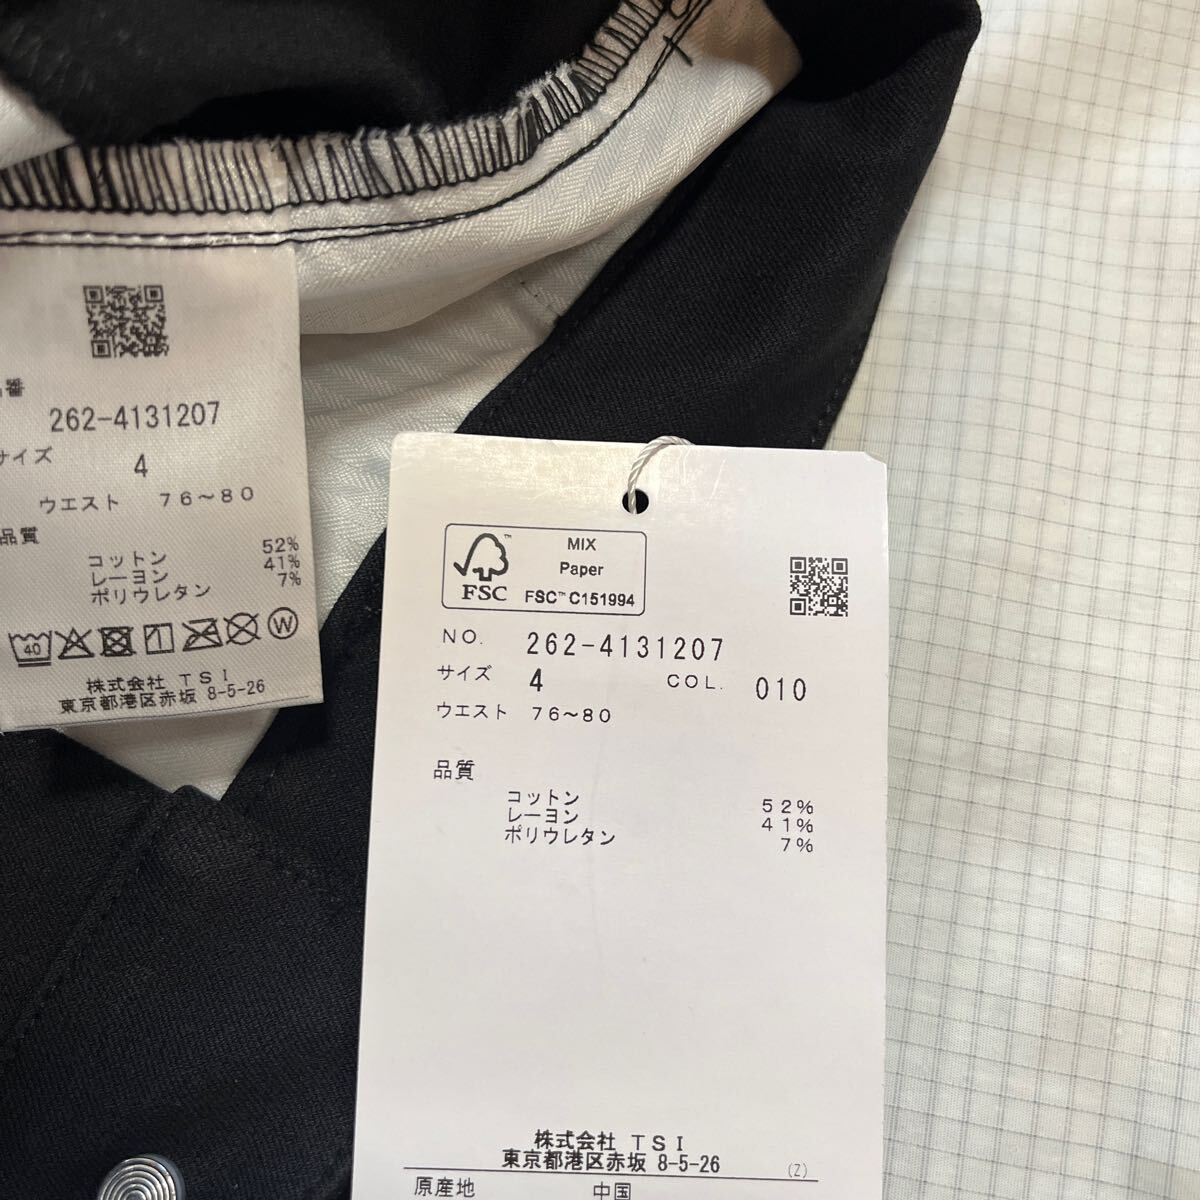 262-4131207
サイズ
4
ウエスト 76～80
品質
コットン 52%
レーヨン 41%
ポリウレタン 7%
40
W
株式会社 TSI
東京都港区赤坂 8-5-26
FSC™
MIX
Paper
FSC™ C151994
NO. 262-4131207
サイズ 4 COL. 010
ウエスト 76～80
品質
コットン 52%
レーヨン 41%
ポリウレタン 7%
株式会社 TSI
東京都港区赤坂 8-5-26
(Z)
原産地 中国